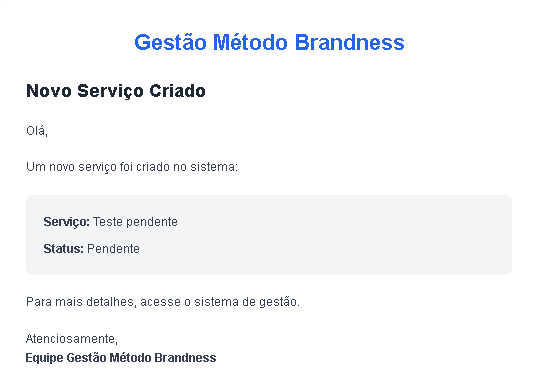 Gestão Método Brandness
Novo Serviço Criado
Olá,
Um novo serviço foi criado no sistema:
Serviço: Teste pendente
Status: Pendente
Para mais detalhes, acesse o sistema de gestão.
Atenciosamente,
Equipe Gestão Método Brandness